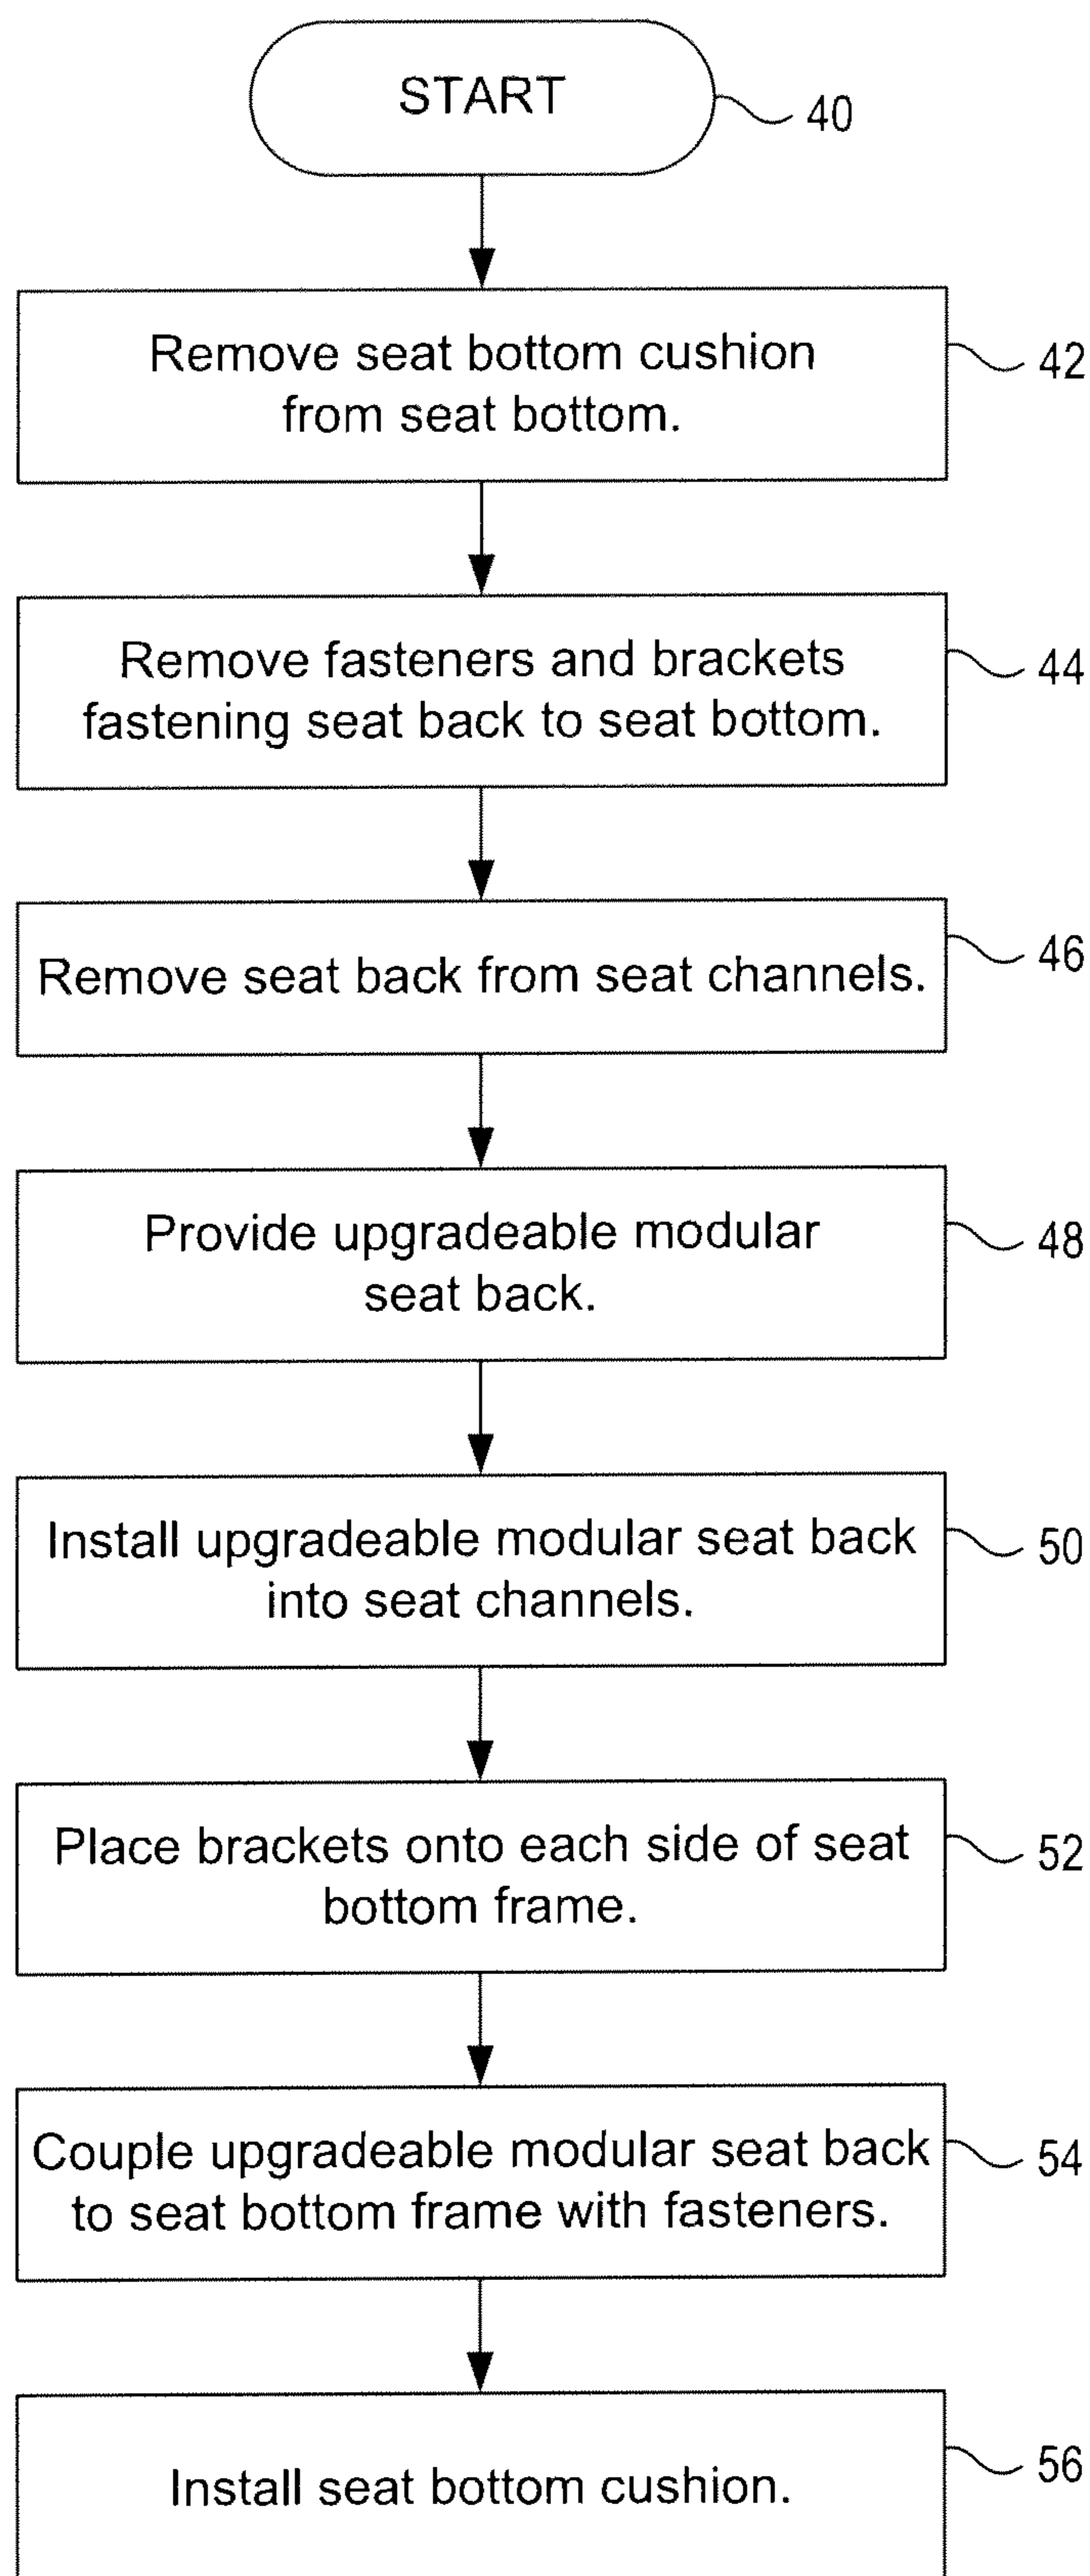 START
40
Remove seat bottom cushion
from seat bottom.
42
Remove fasteners and brackets
fastening seat back to seat bottom.
44
Remove seat back from seat channels.
46
Provide upgradeable modular
seat back.
48
Install upgradeable modular seat back
into seat channels.
50
Place brackets onto each side of seat
bottom frame.
52
Couple upgradeable modular seat back
to seat bottom frame with fasteners.
54
Install seat bottom cushion.
56